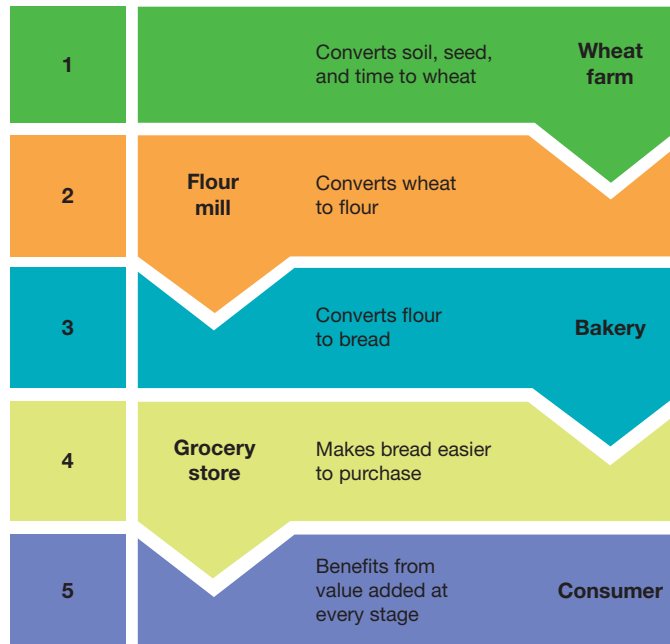 1
Converts soil, seed,
and time to wheat
Wheat
farm
2
Flour
mill
Converts wheat
to flour
3
Converts flour
to bread
Bakery
4
Grocery
store
Makes bread easier
to purchase
5
Benefits from
value added at
every stage
Consumer